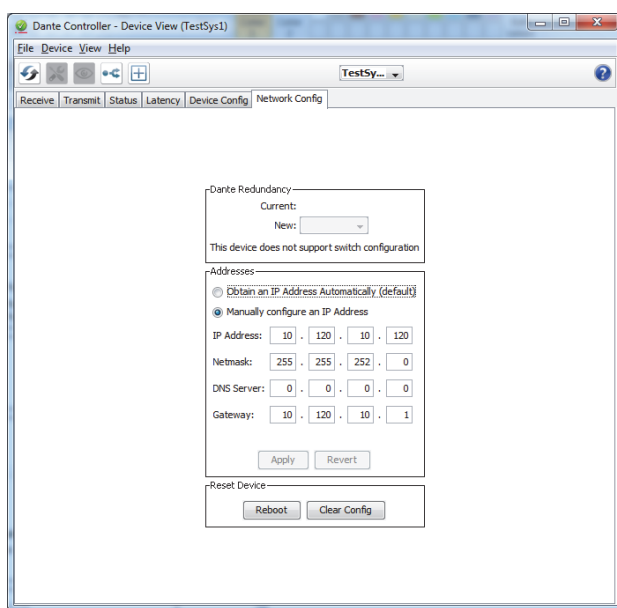 Dante Controller - Device View (TestSys1)
File Device View Help
TestSy...
Receive Transmit Status Latency Device Config Network Config
Dante Redundancy
Current:
New:
This device does not support switch configuration
Addresses
Obtain an IP Address Automatically (default)
Manually configure an IP Address
IP Address: 10 . 120 . 10 . 120
Netmask: 255 . 255 . 252 . 0
DNS Server: 0 . 0 . 0 . 0
Gateway: 10 . 120 . 10 . 1
Apply Revert
Reset Device
Reboot Clear Config